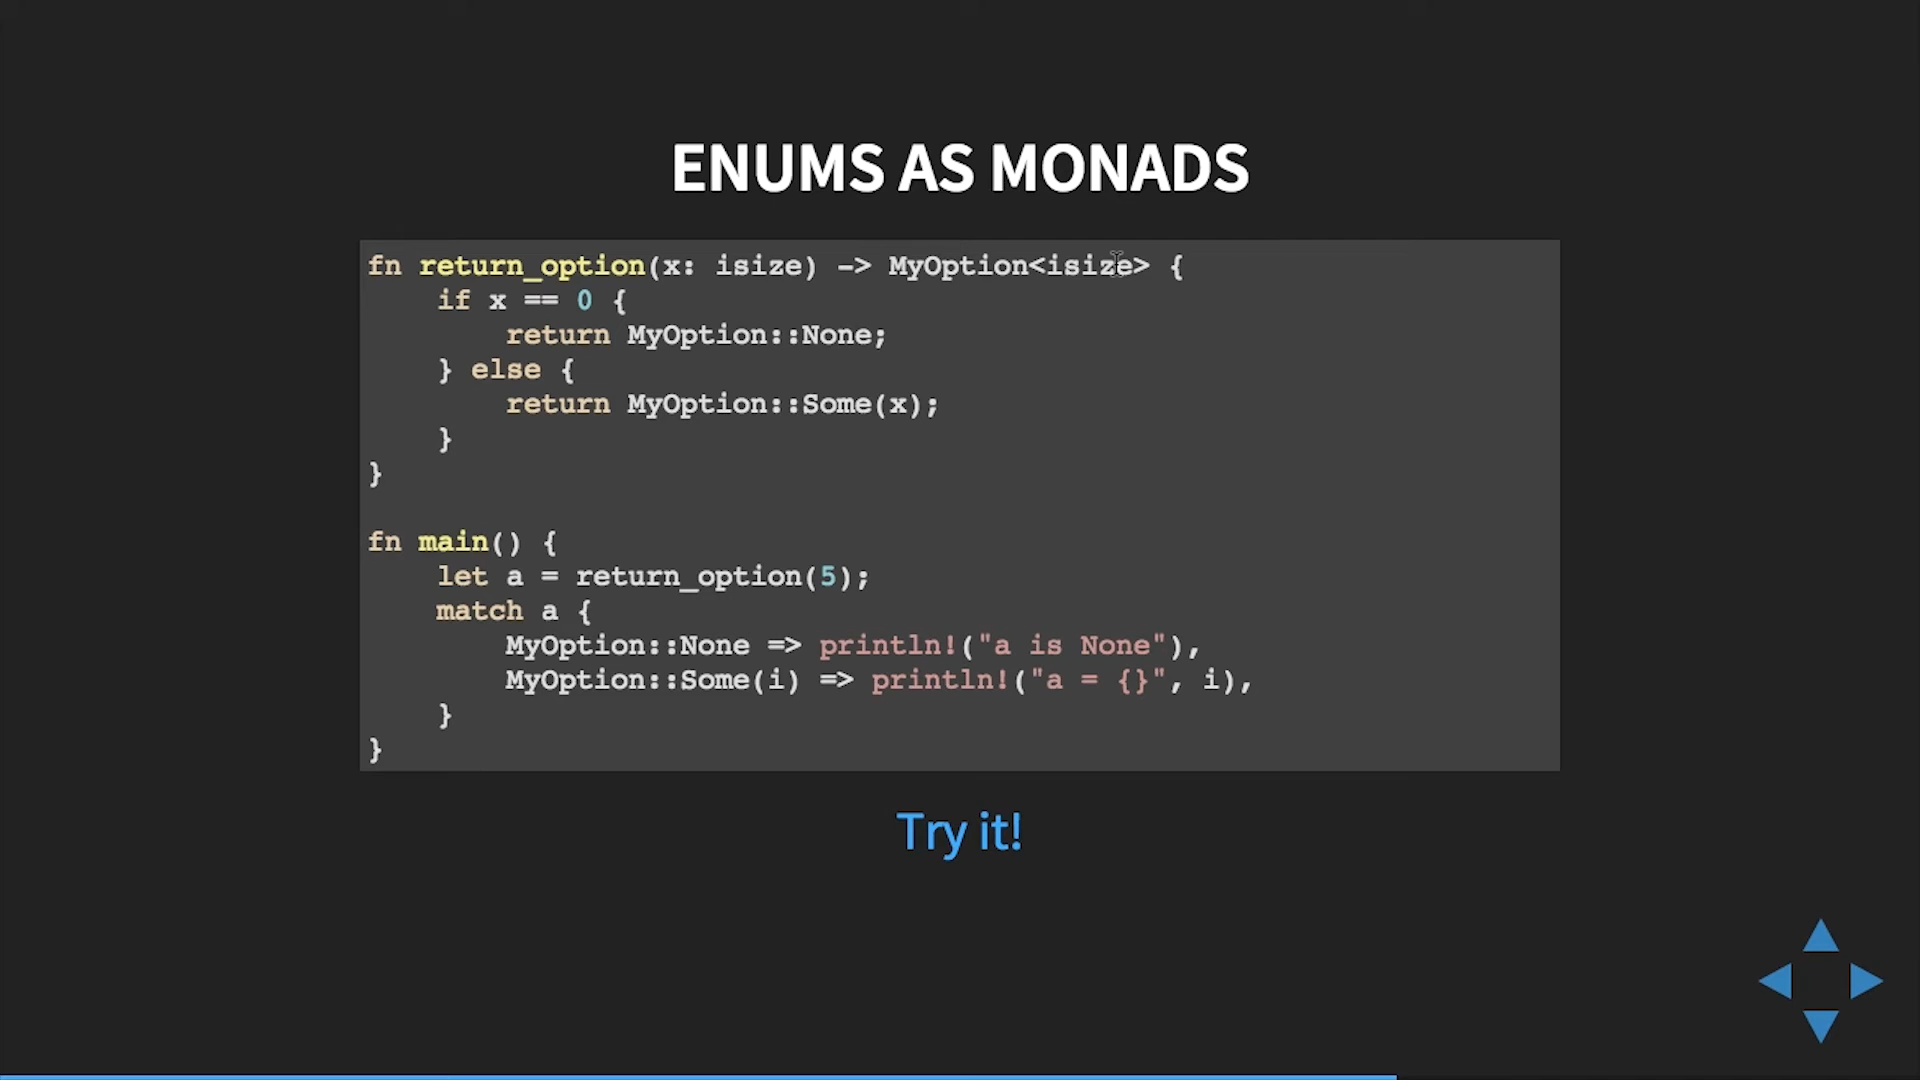 ENUMS AS MONADS
fn return_option(x: isize) -> MyOption<isize> {
    if x == 0 {
        return MyOption::None;
    } else {
        return MyOption::Some(x);
    }
}

fn main() {
    let a = return_option(5);
    match a {
        MyOption::None => println!("a is None"),
        MyOption::Some(i) => println!("a = {}", i),
    }
}
Try it!